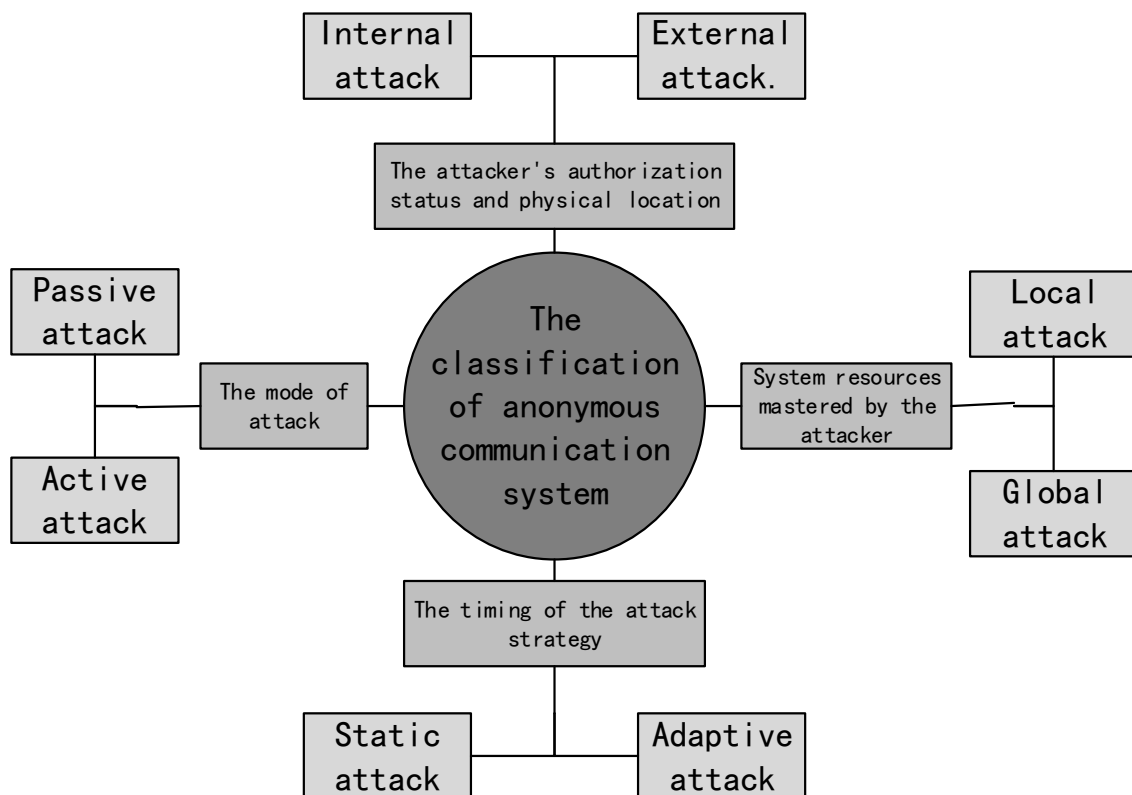 Internal
attack
External
attack.
The attacker's authorization
status and physical location
Passive
attack
The mode of
attack
Active
attack
The
classification
of anonymous
communication
system
Local
attack
System resources
mastered by the
attacker
Global
attack
The timing of the attack
strategy
Static
attack
Adaptive
attack